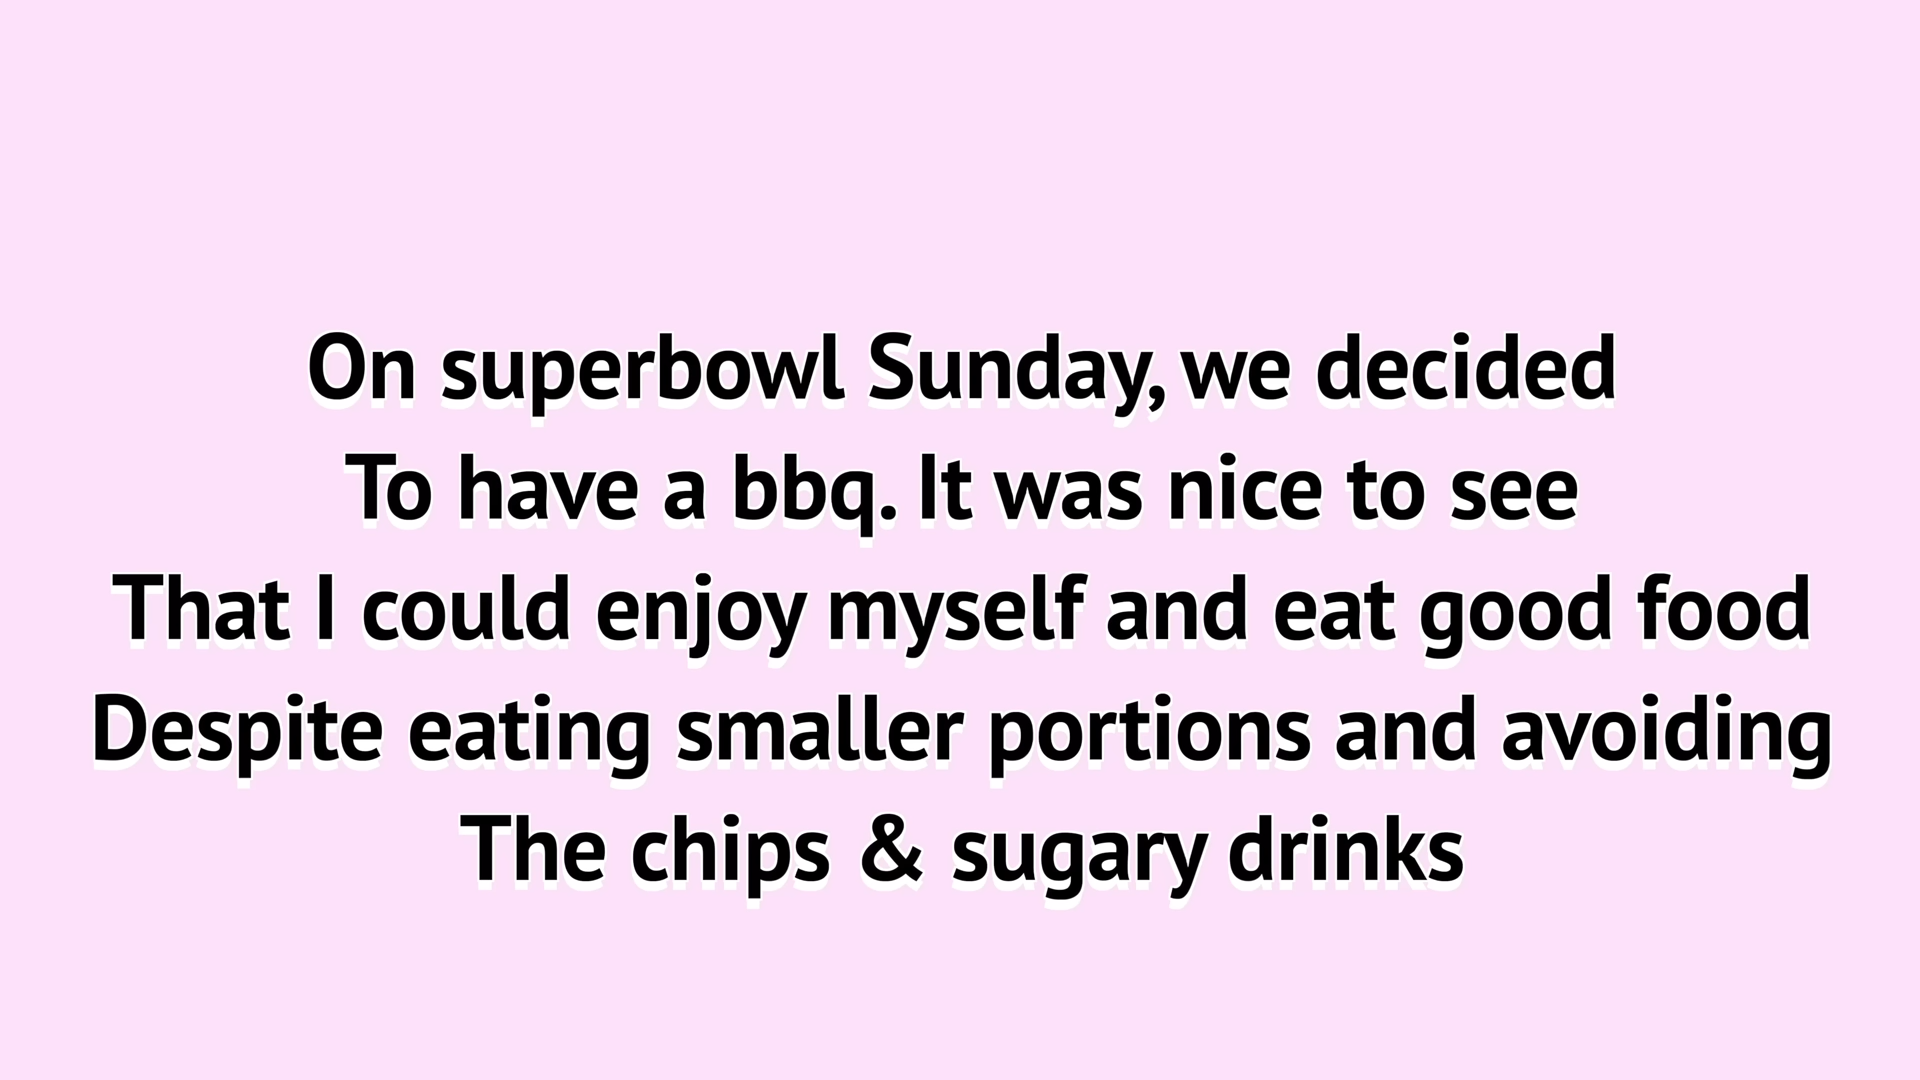 On superbowl Sunday, we decided
To have a bbq. It was nice to see
That I could enjoy myself and eat good food
Despite eating smaller portions and avoiding
The chips & sugary drinks